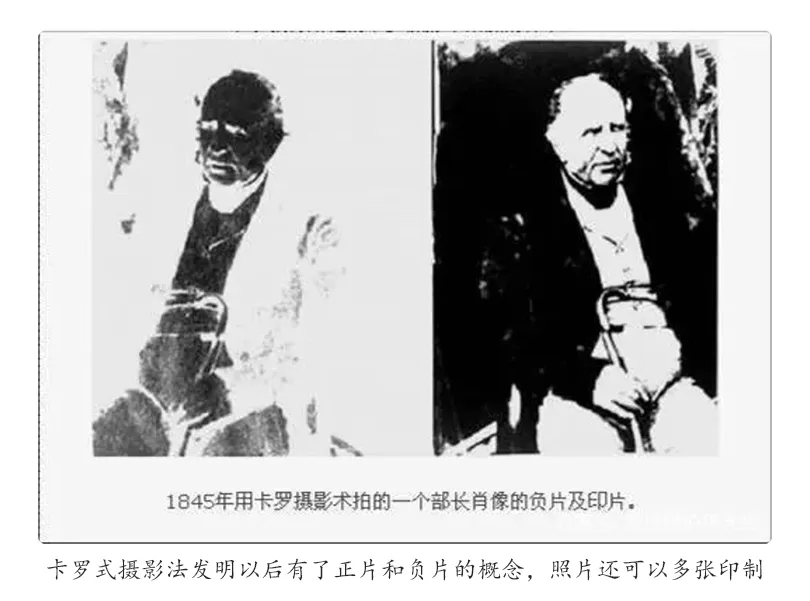 1845年用卡罗摄影术拍的一个部长肖像的负片及印片。
卡罗式摄影法发明以后有了正片和负片的概念，照片还可以多张印制